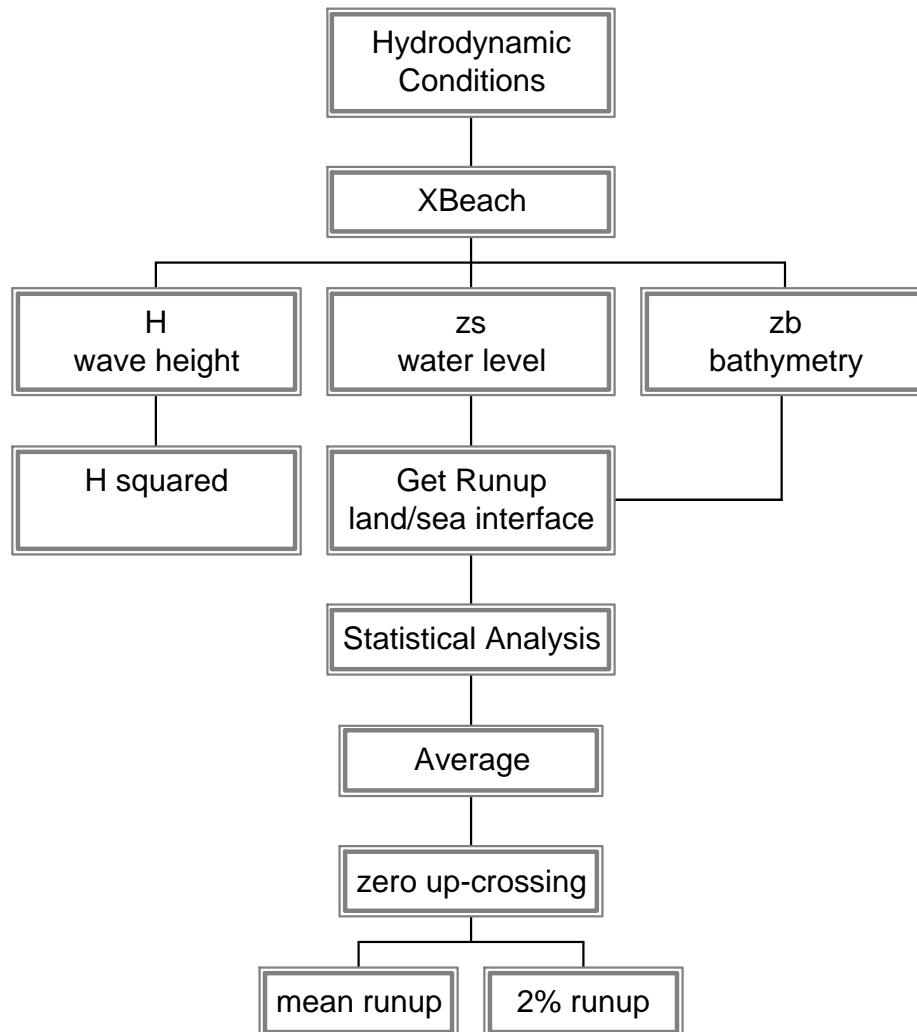 Hydrodynamic
Conditions
XBeach
H
wave height
zs
water level
zb
bathymetry
H squared
Get Runup
land/sea interface
Statistical Analysis
Average
zero up-crossing
mean runup
2% runup